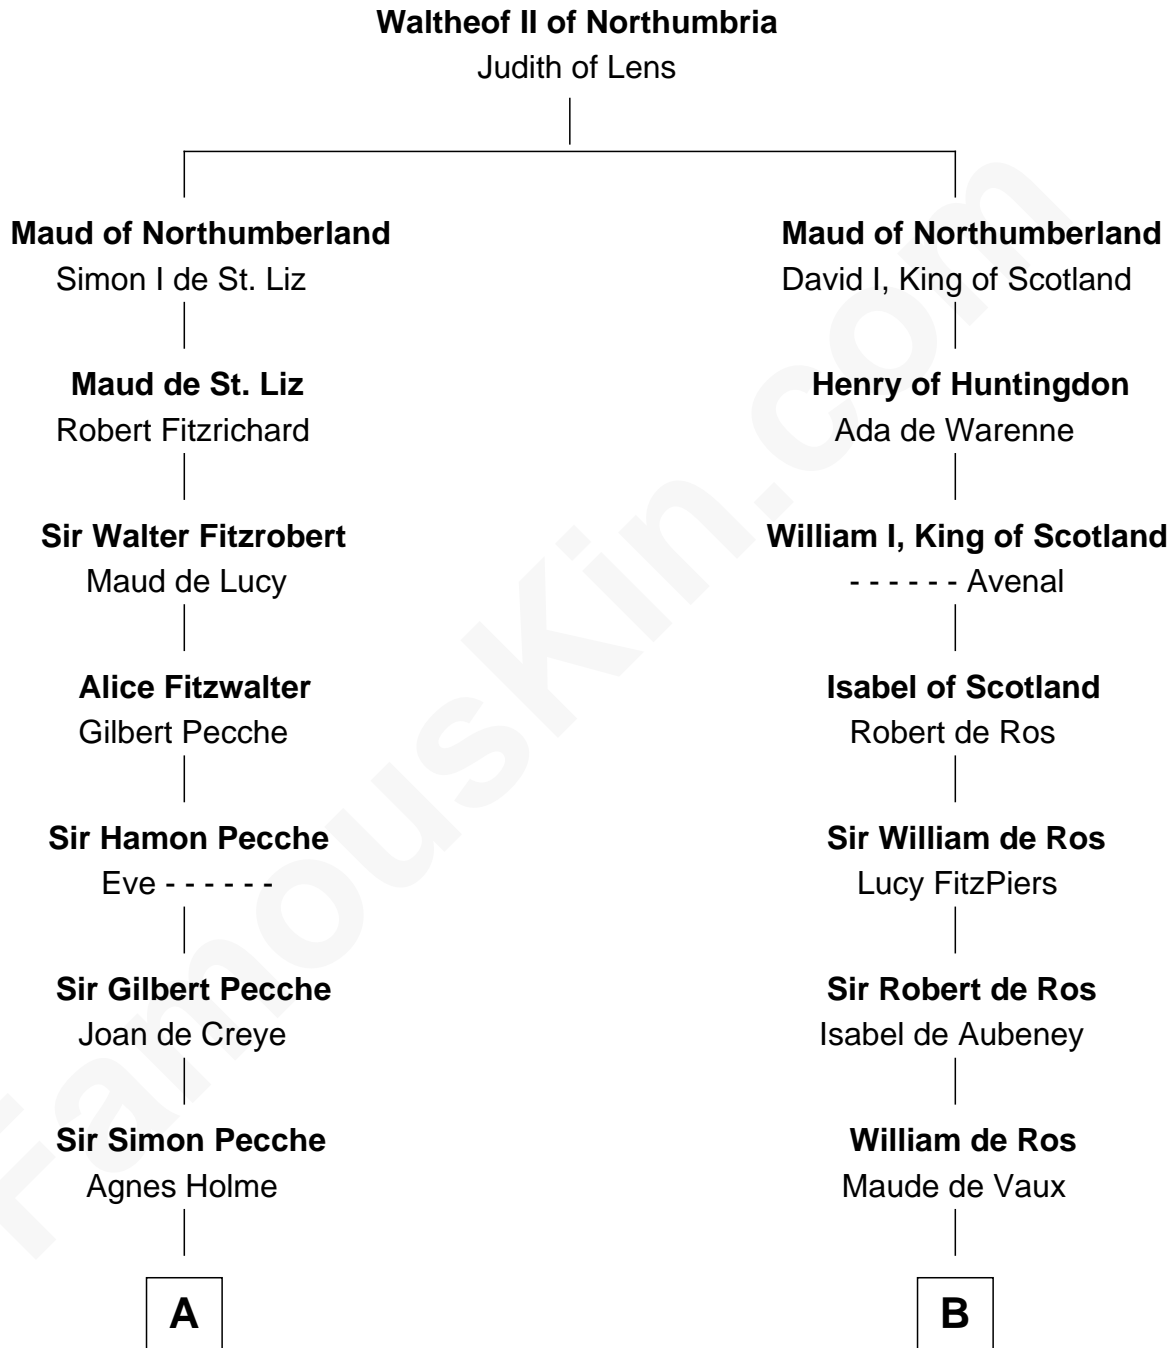 Waltheof II of Northumbria
Judith of Lens
Maud of Northumberland
Simon I de St. Liz
Maud de St. Liz
Robert Fitzrichard
Sir Walter Fitzrobert
Maud de Lucy
Alice Fitzwalter
Gilbert Pecche
Sir Hamon Pecche
Eve - - - - - -
Sir Gilbert Pecche
Joan de Creye
Sir Simon Pecche
Agnes Holme
A
Maud of Northumberland
David I, King of Scotland
Henry of Huntingdon
Ada de Warenne
William I, King of Scotland
- - - - - - Avenal
Isabel of Scotland
Robert de Ros
Sir William de Ros
Lucy FitzPiers
Sir Robert de Ros
Isabel de Aubeney
William de Ros
Maude de Vaux
B
FamousKin.com